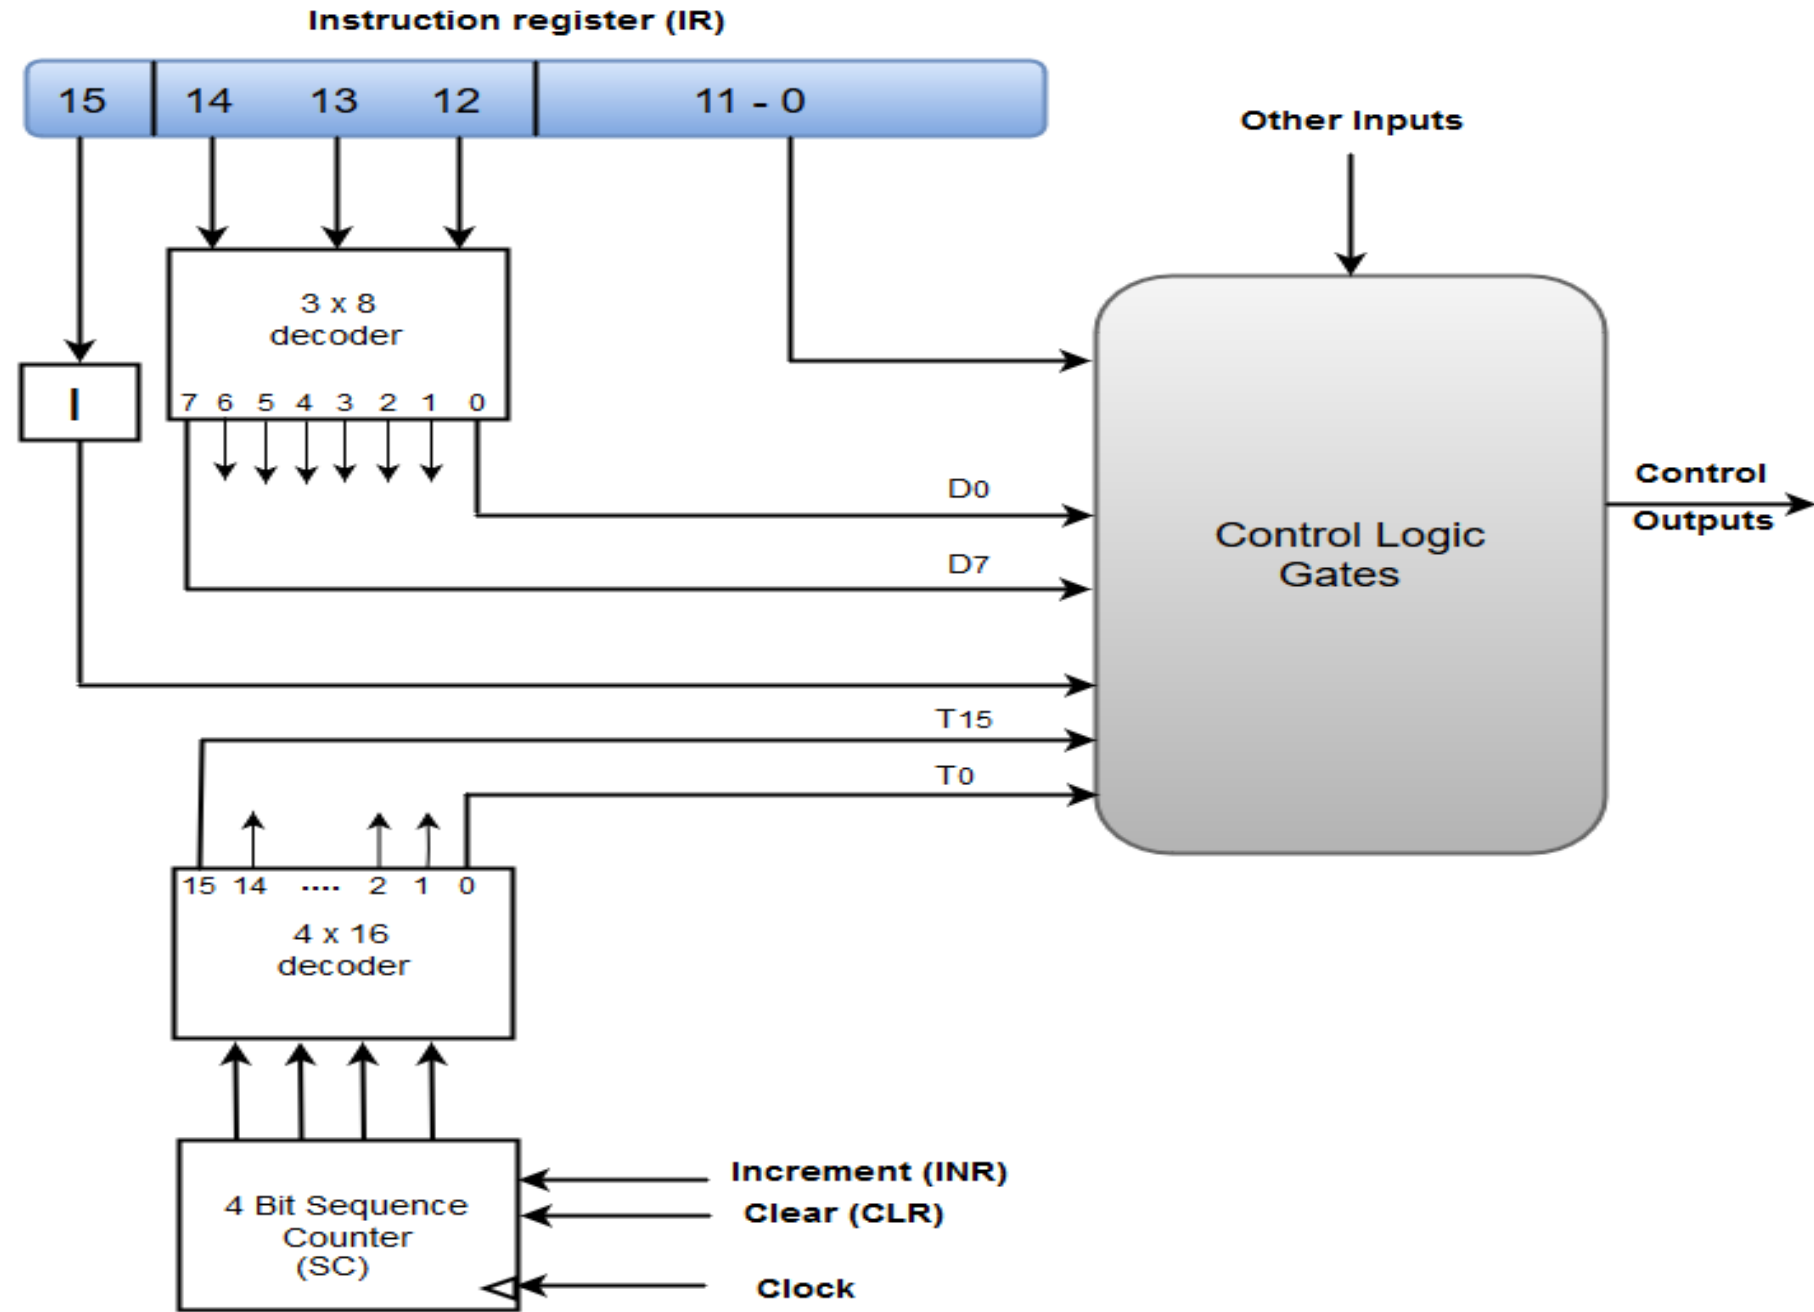 Instruction register (IR)
15 14 13 12 11 - 0
Other Inputs
3 x 8
decoder
7 6 5 4 3 2 1 0
I
D0
D7
Control Logic
Gates
Control
Outputs
T15
T0
15 14 .... 2 1 0
4 x 16
decoder
4 Bit Sequence
Counter
(SC)
Increment (INR)
Clear (CLR)
Clock